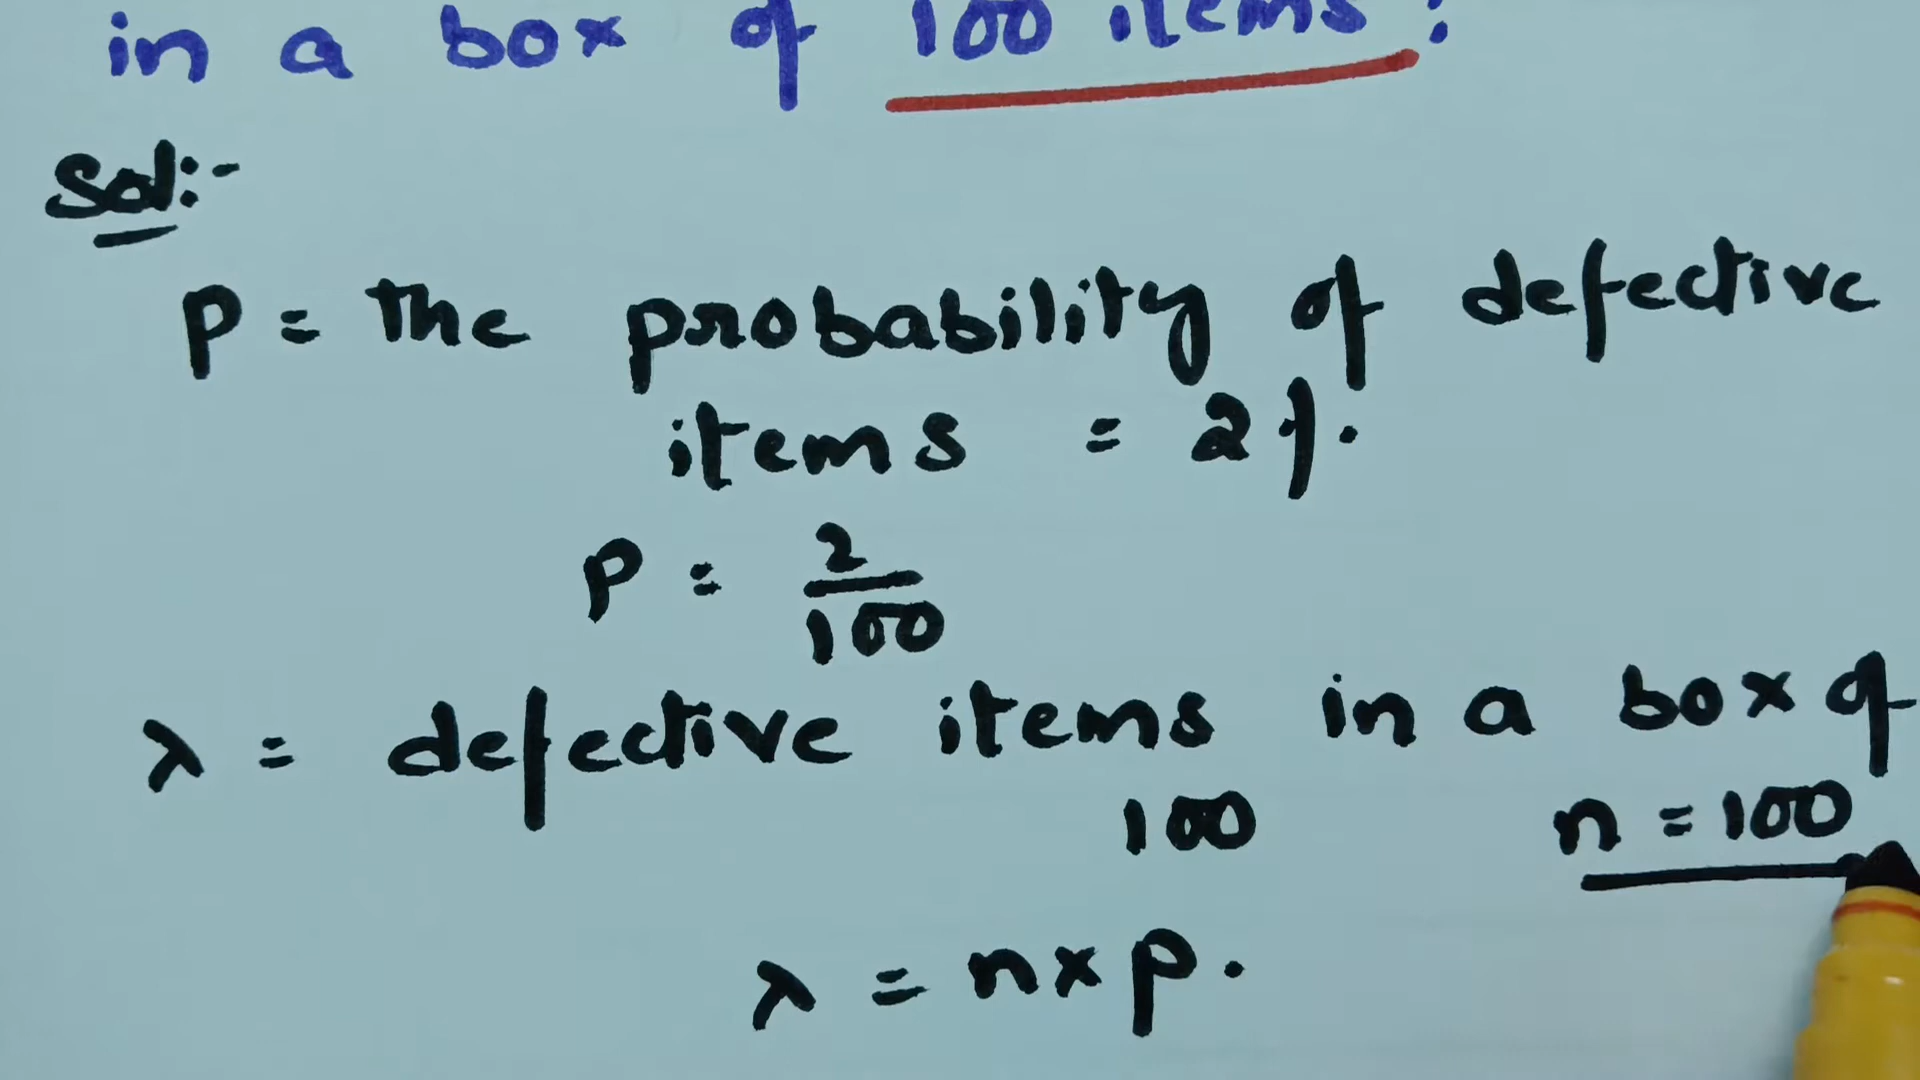 in a box of 100 items?
Sol:-
P = the probability of defective
items = 2%.
P = 2/100
λ = defective items in a box of
100 n = 100
λ = n×p.